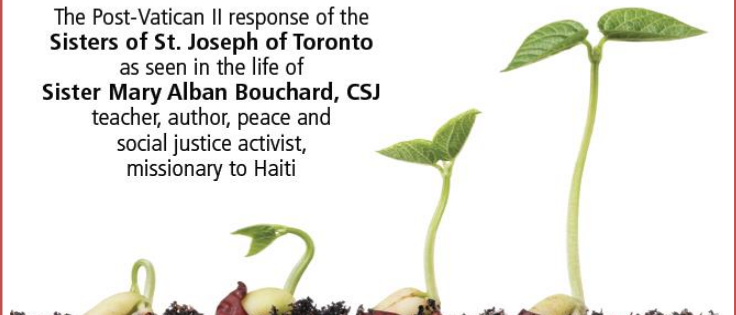 The Post-Vatican II response of the
Sisters of St. Joseph of Toronto
as seen in the life of
Sister Mary Alban Bouchard, CSJ
teacher, author, peace and
social justice activist,
missionary to Haiti